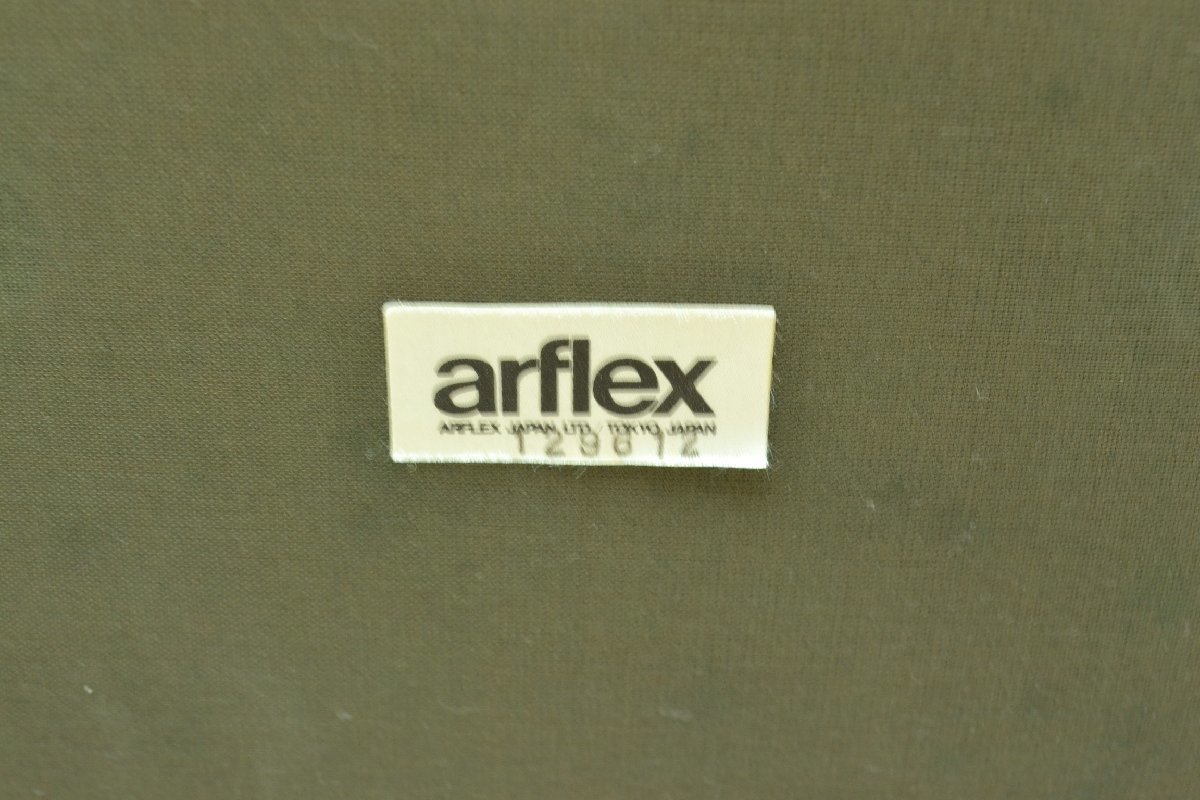 arflex
ARFLEX JAPAN LTD. / TOKYO, JAPAN
129612